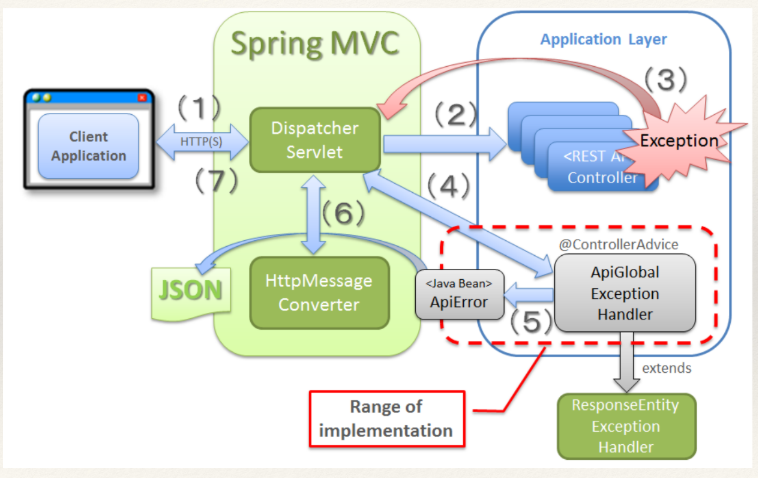 Spring MVC
Application Layer
(1)
(2)
(3)
Client
Application
HTTP(S)
Dispatcher
Servlet
Exception
<REST
Controller
(7)
(4)
(6)
@ControllerAdvice
JSON
HttpMessage
Converter
<Java Bean>
ApiError
(5)
ApiGlobal
Exception
Handler
extends
Range of
implementation
ResponseEntity
Exception
Handler